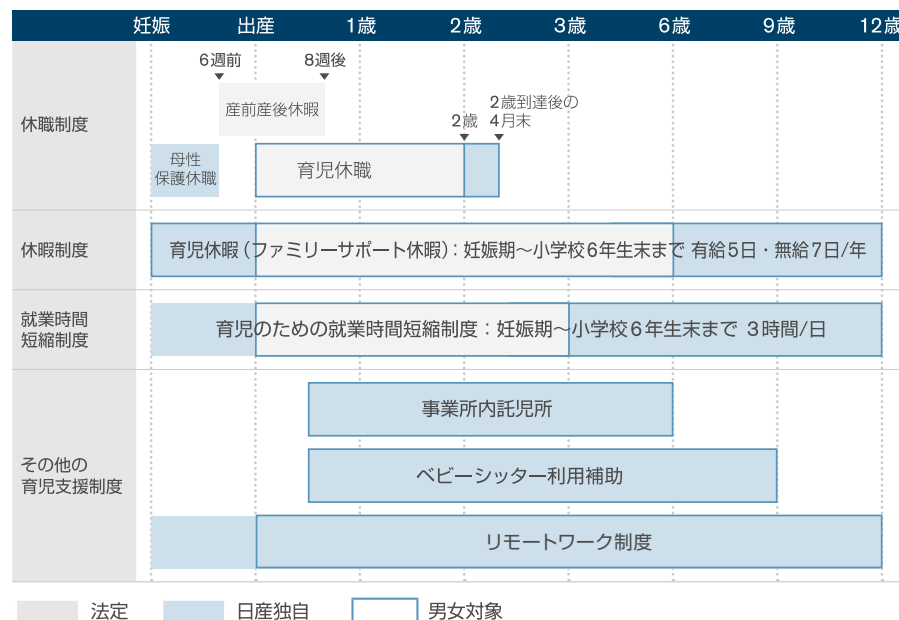 妊娠 出産 1歳 2歳 3歳 6歳 9歳 12歳
6週前 8週後
産前産後休暇
2歳到達後の
2歳 4月末
休職制度
母性
保護休職
育児休職
休暇制度
育児休暇(ファミリーサポート休暇):妊娠期〜小学校6年生末まで 有給5日・無給7日/年
就業時間
短縮制度
育児のための就業時間短縮制度:妊娠期〜小学校6年生末まで 3時間/日
事業所内託児所
その他の
育児支援制度
ベビーシッター利用補助
リモートワーク制度
法定 日産独自 男女対象